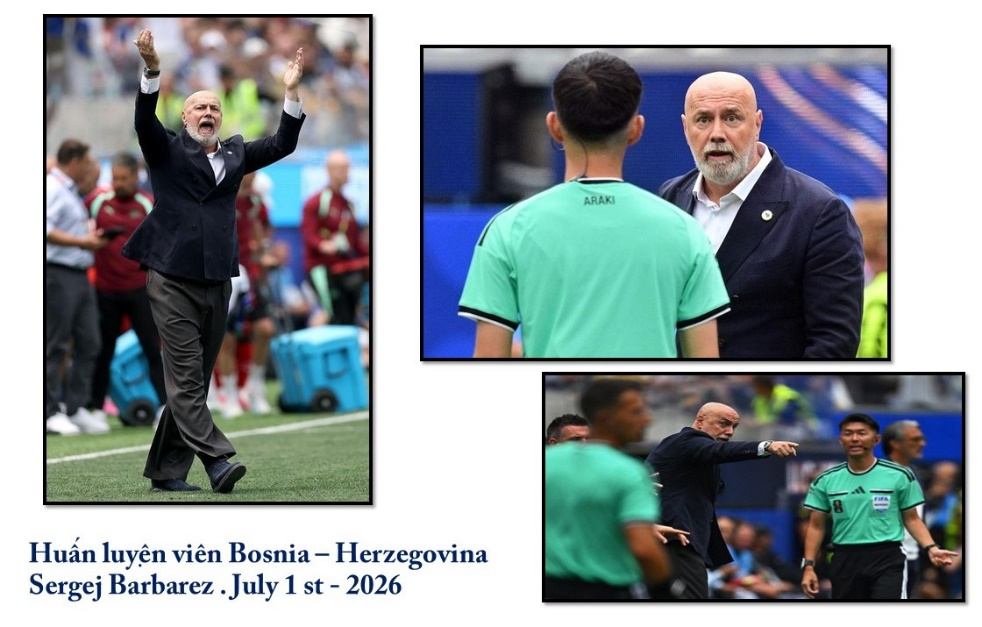 ARAKI
FIFA
Huấn luyện viên Bosnia – Herzegovina
Sergej Barbarez . July 1 st - 2026